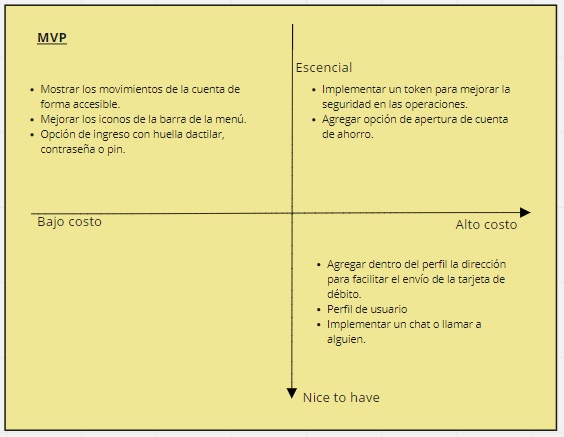 MVP
Escencial
• Mostrar los movimientos de la cuenta de
forma accesible.
• Mejorar los iconos de la barra de la menú.
• Opción de ingreso con huella dactilar,
contraseña o pin.
• Implementar un token para mejorar la
seguridad en las operaciones.
• Agregar opción de apertura de cuenta
de ahorro.
Bajo costo
Alto costo
• Agregar dentro del perfil la dirección
para facilitar el envío de la tarjeta de
débito.
• Perfil de usuario
• Implementar un chat o llamar a
alguien.
Nice to have